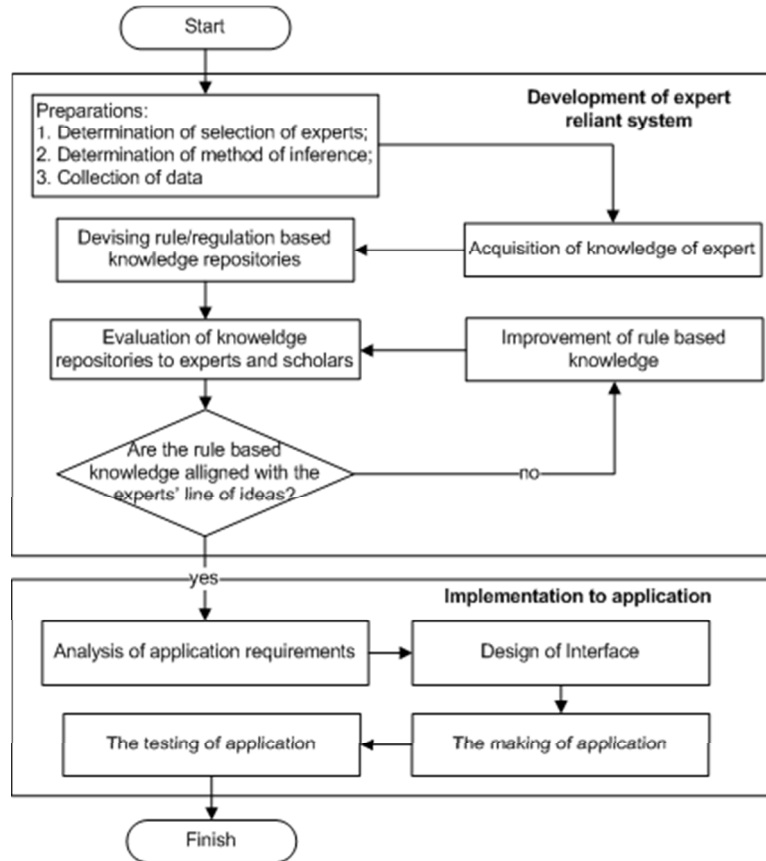 Start
Development of expert
reliant system
Preparations:
1. Determination of selection of experts;
2. Determination of method of inference;
3. Collection of data
Acquisition of knowledge of expert
Devising rule/regulation based
knowledge repositories
Evaluation of knoweldge
repositories to experts and scholars
Improvement of rule based
knowledge
Are the rule based
knowledge alligned with the
experts' line of ideas?
no
yes
Implementation to application
Analysis of application requirements
Design of Interface
The making of application
The testing of application
Finish